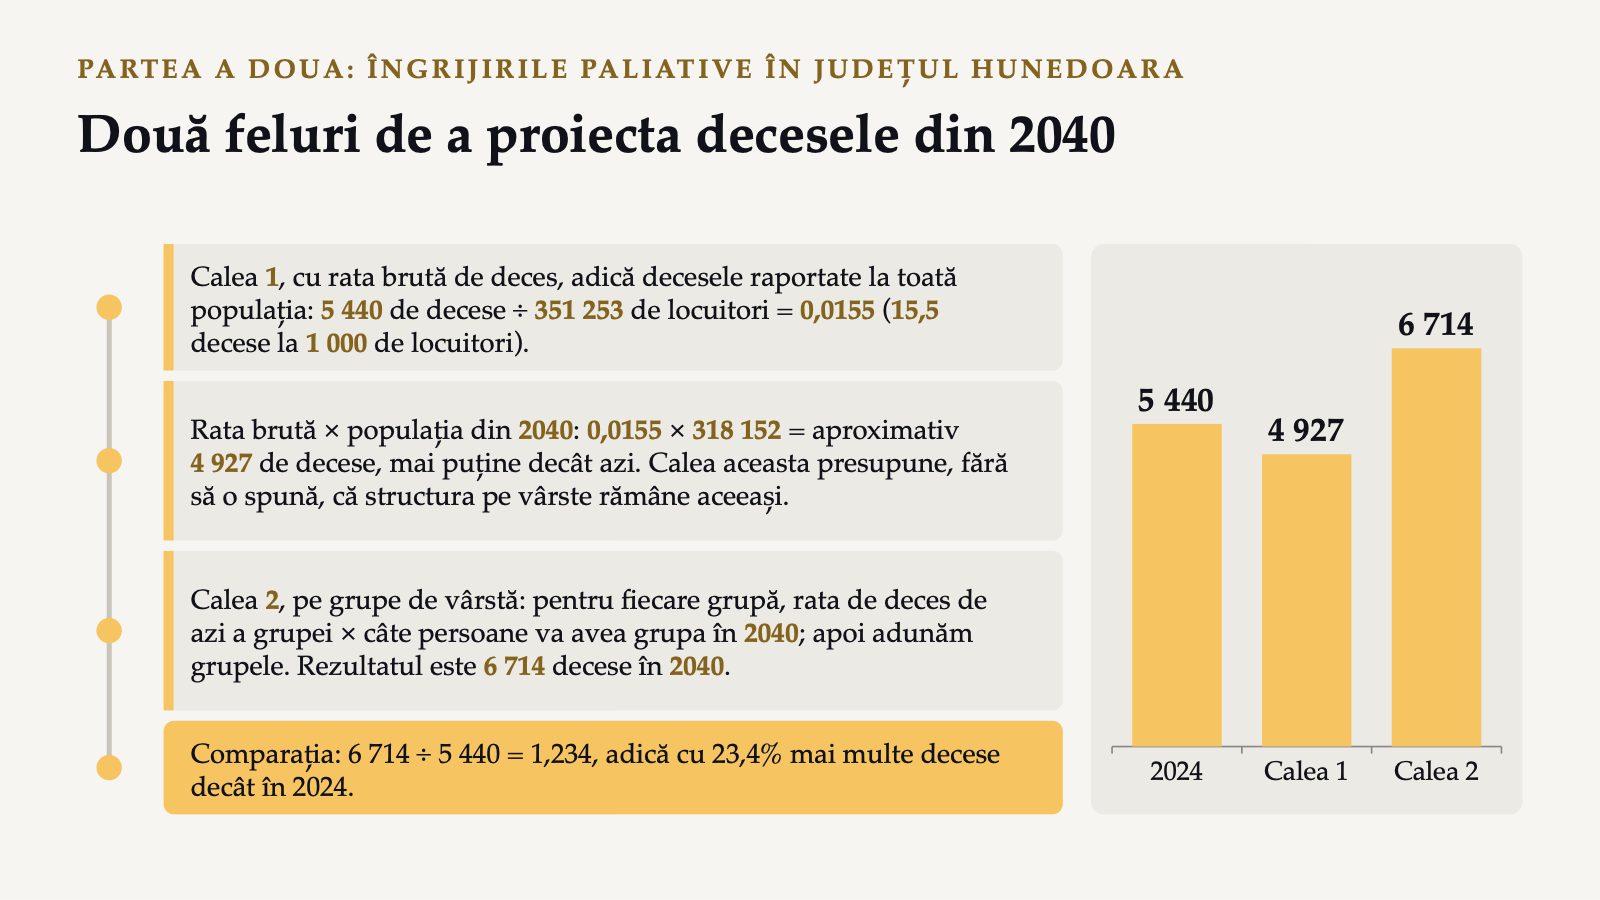 PARTEA A DOUA: ÎNGRIJIRILE PALIATIVE ÎN JUDEȚUL HUNEDOARA
Două feluri de a proiecta decesele din 2040
Calea 1, cu rata brută de deces, adică decesele raportate la toată
populația: 5 440 de decese ÷ 351 253 de locuitori = 0,0155 (15,5
decese la 1 000 de locuitori).
Rata brută × populația din 2040: 0,0155 × 318 152 = aproximativ
4 927 de decese, mai puține decât azi. Calea aceasta presupune, fără
să o spună, că structura pe vârste rămâne aceeași.
Calea 2, pe grupe de vârstă: pentru fiecare grupă, rata de deces de
azi a grupei × câte persoane va avea grupa în 2040; apoi adunăm
grupele. Rezultatul este 6 714 decese în 2040.
Comparația: 6 714 ÷ 5 440 = 1,234, adică cu 23,4% mai multe decese
decât în 2024.
6 714
5 440
4 927
2024
Calea 1
Calea 2